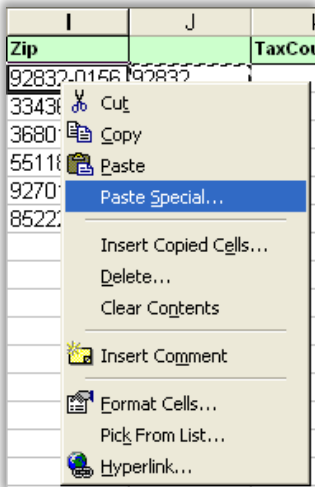 I J
Zip TaxCou
92832-0156 92832
33436
Cut
3680
Copy
5511
Paste
9270
Paste Special...
8522
Insert Copied Cells...
Delete...
Clear Contents
Insert Comment
Format Cells...
Pick From List...
Hyperlink...